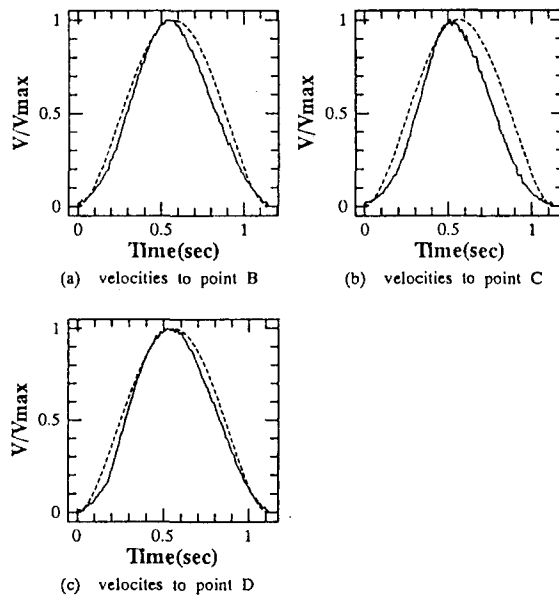 V/Vmax
1
0.5
0
0 0.5 1
Time(sec)
(a) velocities to point B
V/Vmax
1
0.5
0
0 0.5 1
Time(sec)
(b) velocities to point C
V/Vmax
1
0.5
0
0 0.5 1
Time(sec)
(c) velocites to point D